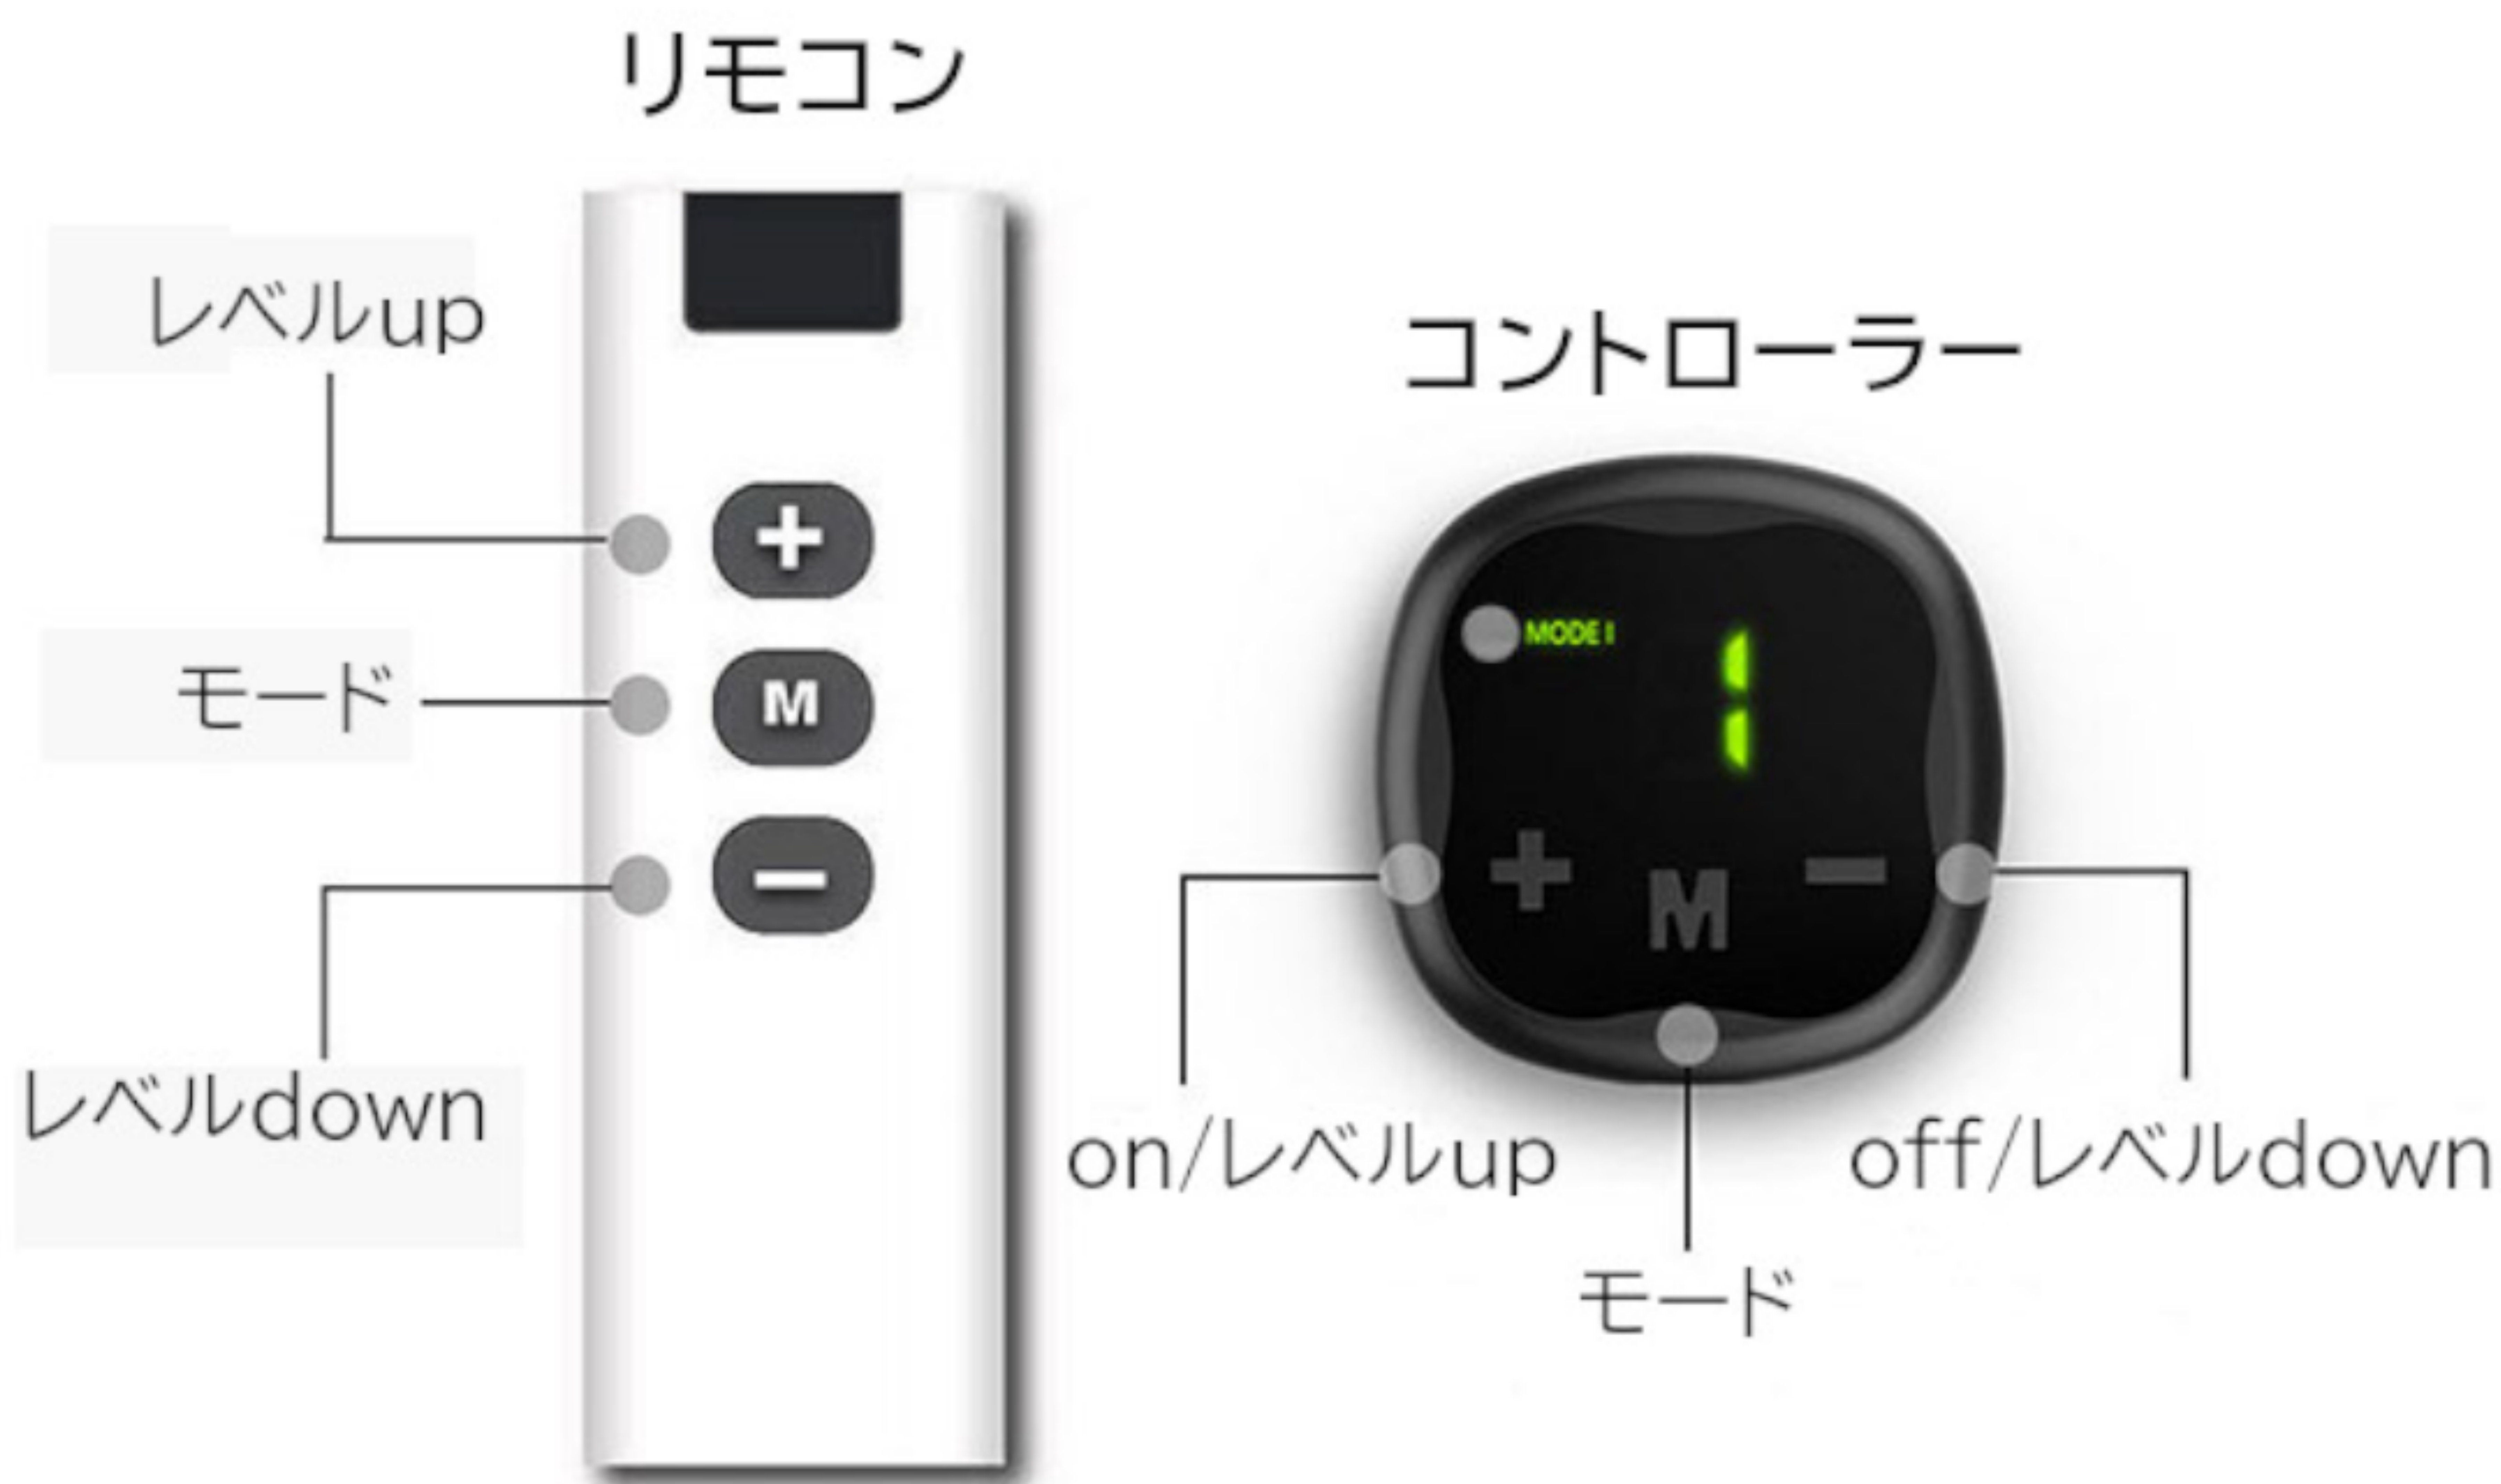 リモコン
レベルup
+
モード
M
−
レベルdown
コントローラー
MODE I
1
+
M
−
on/レベルup
off/レベルdown
モード